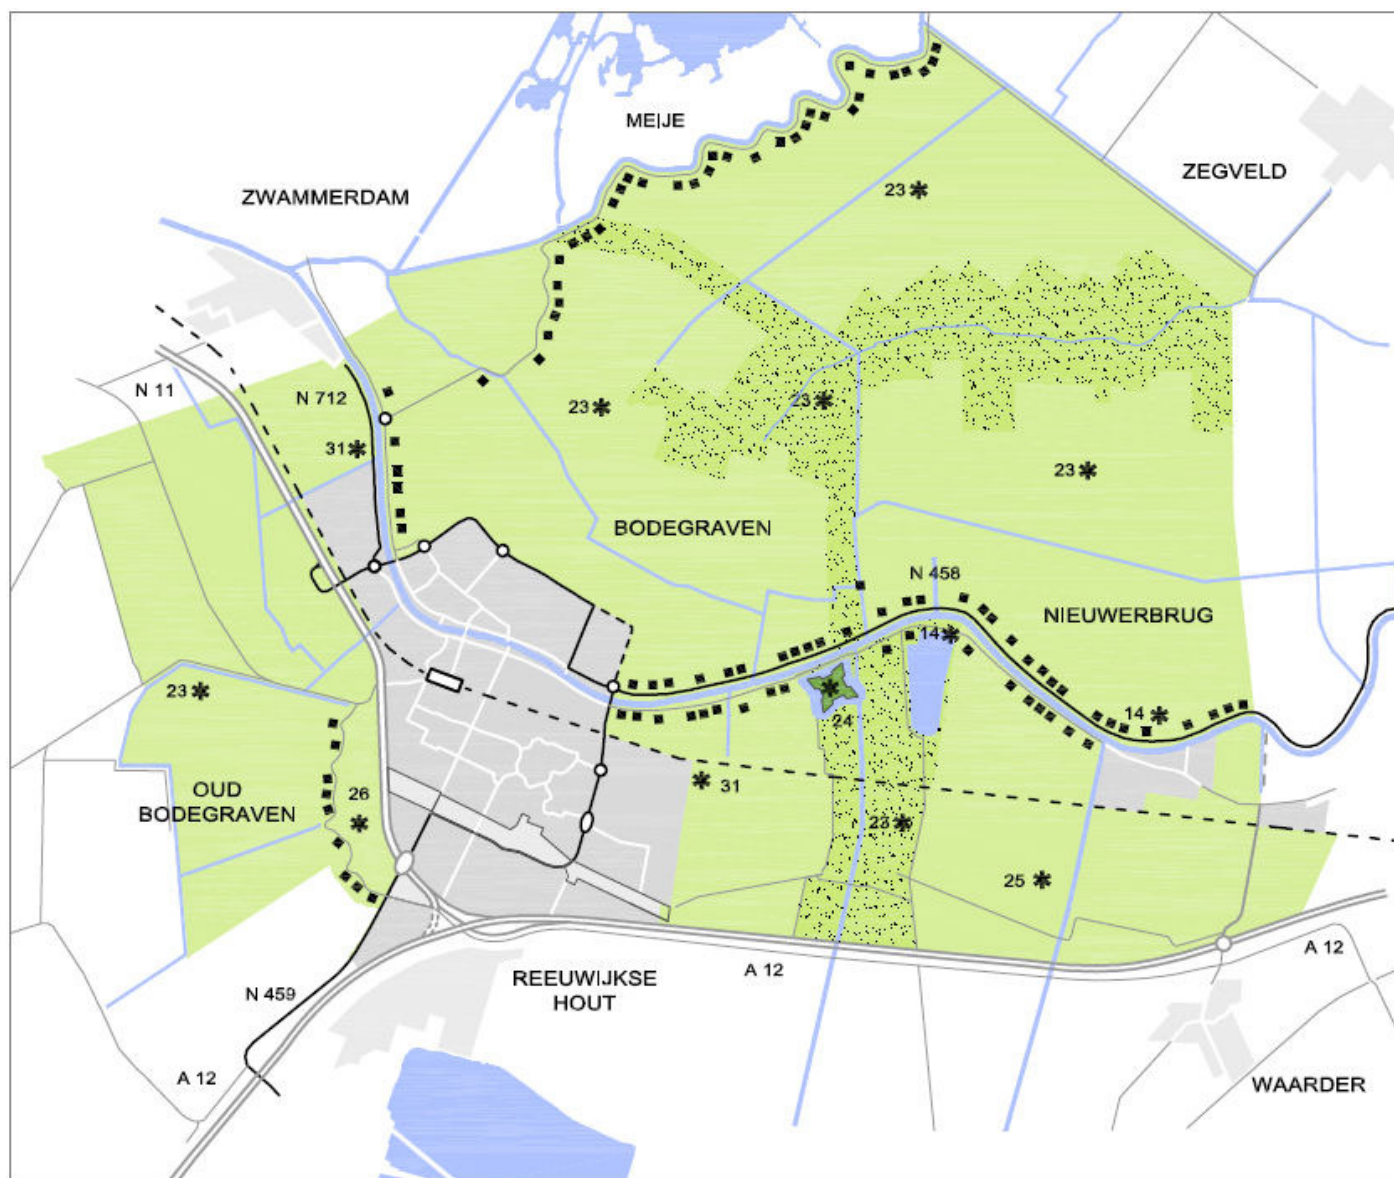 MEIJE
ZEGVELD
ZWAMMERDAM
23
N 11
N 712
23
23
31
23
BODEGRAVEN
N 458
NIEUWERBRUG
14
23
14
24
OUD
BODEGRAVEN
26
31
23
25
REEUWIJKSE
HOUT
A 12
A 12
N 459
A 12
WAARDER